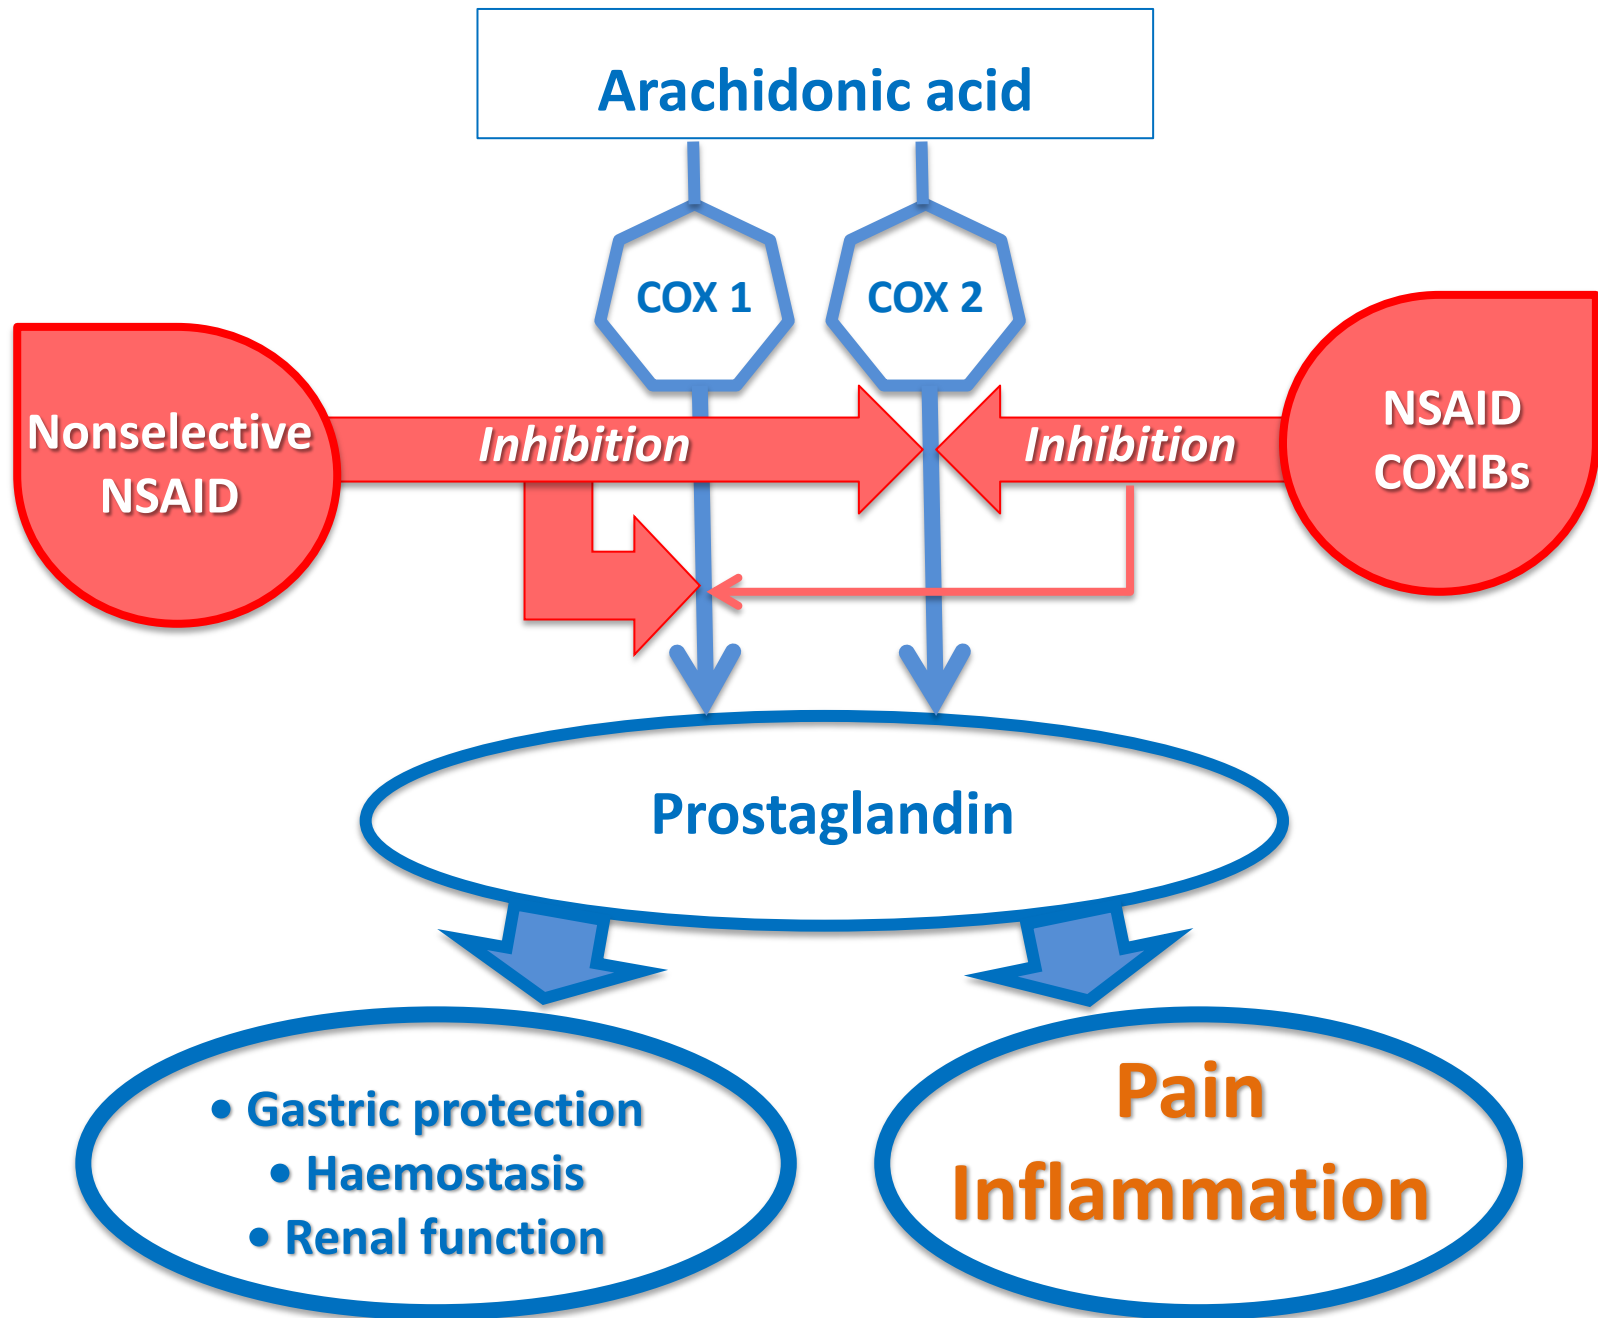 Arachidonic acid
COX 1
COX 2
Nonselective
NSAID
Inhibition
Inhibition
NSAID
COXIBs
Prostaglandin
• Gastric protection
• Haemostasis
• Renal function
Pain
Inflammation